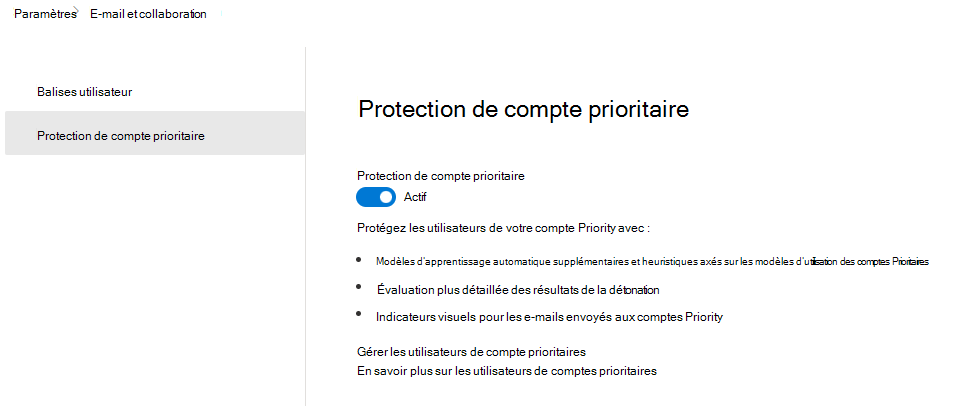 Paramètres > E-mail et collaboration
Balises utilisateur
Protection de compte prioritaire
Protection de compte prioritaire
Protection de compte prioritaire
Actif
Protégez les utilisateurs de votre compte Priority avec :
• Modèles d'apprentissage automatique supplémentaires et heuristiques axés sur les modèles d'utilisation des comptes Prioritaires
• Évaluation plus détaillée des résultats de la détonation
• Indicateurs visuels pour les e-mails envoyés aux comptes Priority
Gérer les utilisateurs de compte prioritaires
En savoir plus sur les utilisateurs de comptes prioritaires